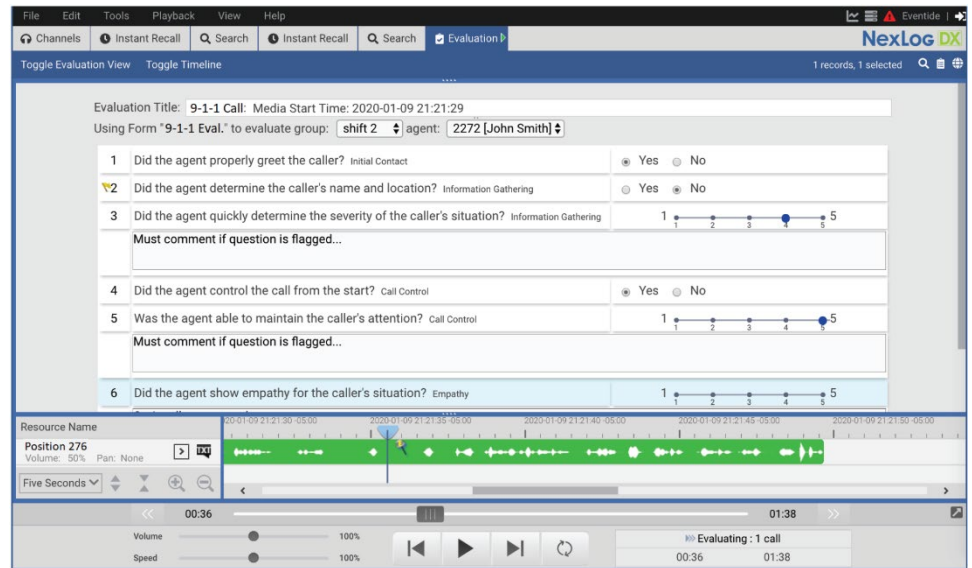 File Edit Tools Playback View Help Eventide
Channels Instant Recall Search Instant Recall Search Evaluation NexLog DX
Toggle Evaluation View Toggle Timeline 1 records, 1 selected
Evaluation Title: 9-1-1 Call: Media Start Time: 2020-01-09 21:21:29
Using Form "9-1-1 Eval." to evaluate group: shift 2 agent: 2272 [John Smith]
1 Did the agent properly greet the caller? Initial Contact Yes No
2 Did the agent determine the caller's name and location? Information Gathering Yes No
3 Did the agent quickly determine the severity of the caller's situation? Information Gathering 1 5
1 2 3 4 5
Must comment if question is flagged...
4 Did the agent control the call from the start? Call Control Yes No
5 Was the agent able to maintain the caller's attention? Call Control 1 5
1 2 3 4 5
Must comment if question is flagged...
6 Did the agent show empathy for the caller's situation? Empathy 1 5
1 2 3 4 5
Resource Name 020-01-09 21:21:30 -05:00 2020-01-09 21:21:35 -05:00 2020-01-09 21:21:40 -05:00 2020-01-09 21:21:45 -05:00 2020-01-09 21:21:50 -05:00
Position 276 TXT
Volume: 50% Pan: None
Five Seconds
00:36 01:38
Volume 100% Evaluating : 1 call
Speed 100% 00:36 01:38